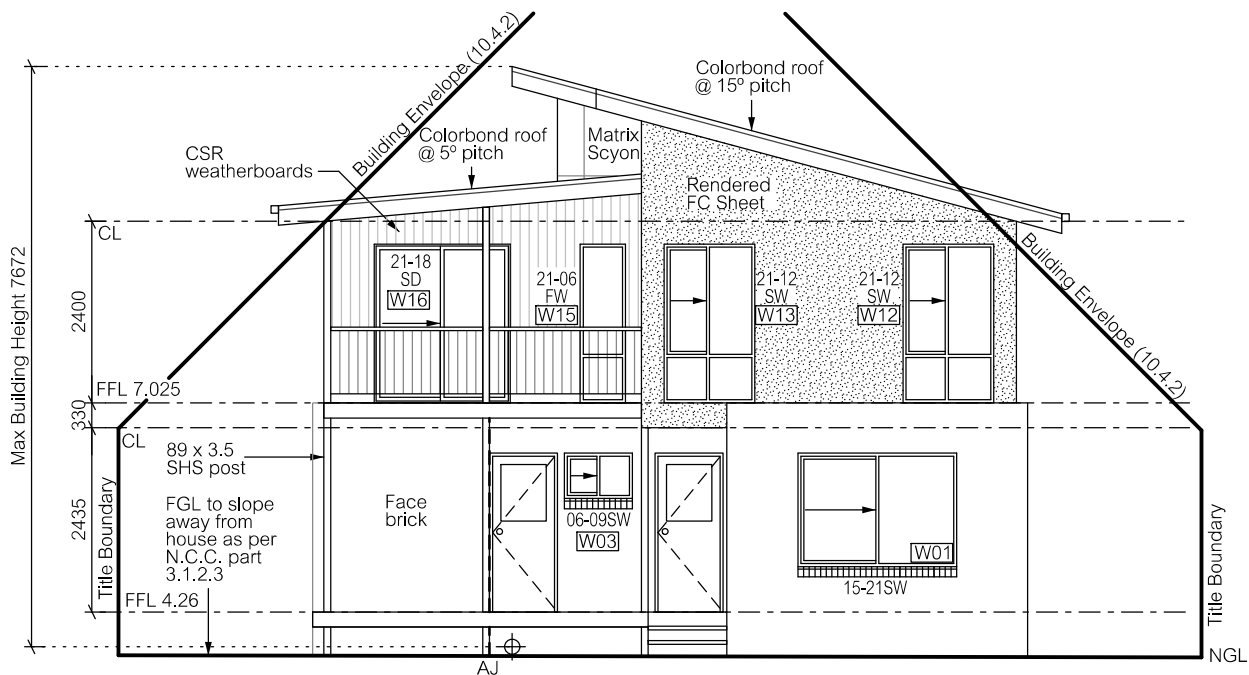 Building Envelope (10.4.2)
Colorbond roof
@ 15º pitch
Colorbond roof
@ 5º pitch
Matrix
Scyon
CSR
weatherboards
Rendered
FC Sheet
CL
21-18
SD
W16
21-06
FW
W15
21-12
SW
W13
21-12
SW
W12
Building Envelope (10.4.2)
Max Building Height 7672
2400
FFL 7.025
330
CL
89 x 3.5
SHS post
2435
Title Boundary
FGL to slope
away from
house as per
N.C.C. part
3.1.2.3
Face
brick
06-09SW
W03
W01
15-21SW
Title Boundary
FFL 4.26
AJ
NGL